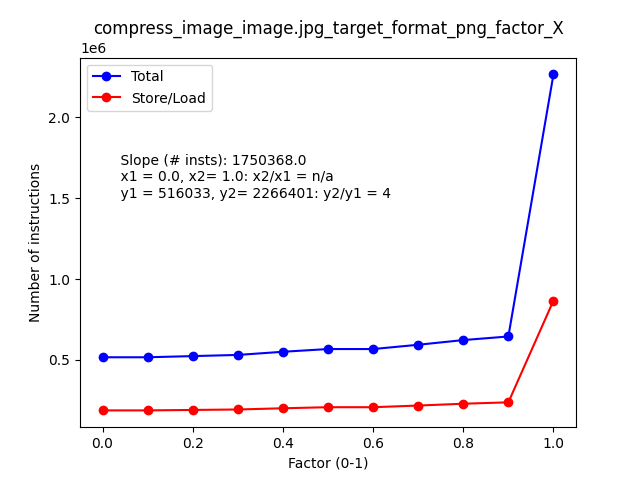 compress_image_image.jpg_target_format_png_factor_X
1e6
Total
Store/Load
Slope (# insts): 1750368.0
x1 = 0.0, x2= 1.0: x2/x1 = n/a
y1 = 516033, y2= 2266401: y2/y1 = 4
Number of instructions
2.0
1.5
1.0
0.5
0.0 0.2 0.4 0.6 0.8 1.0
Factor (0-1)